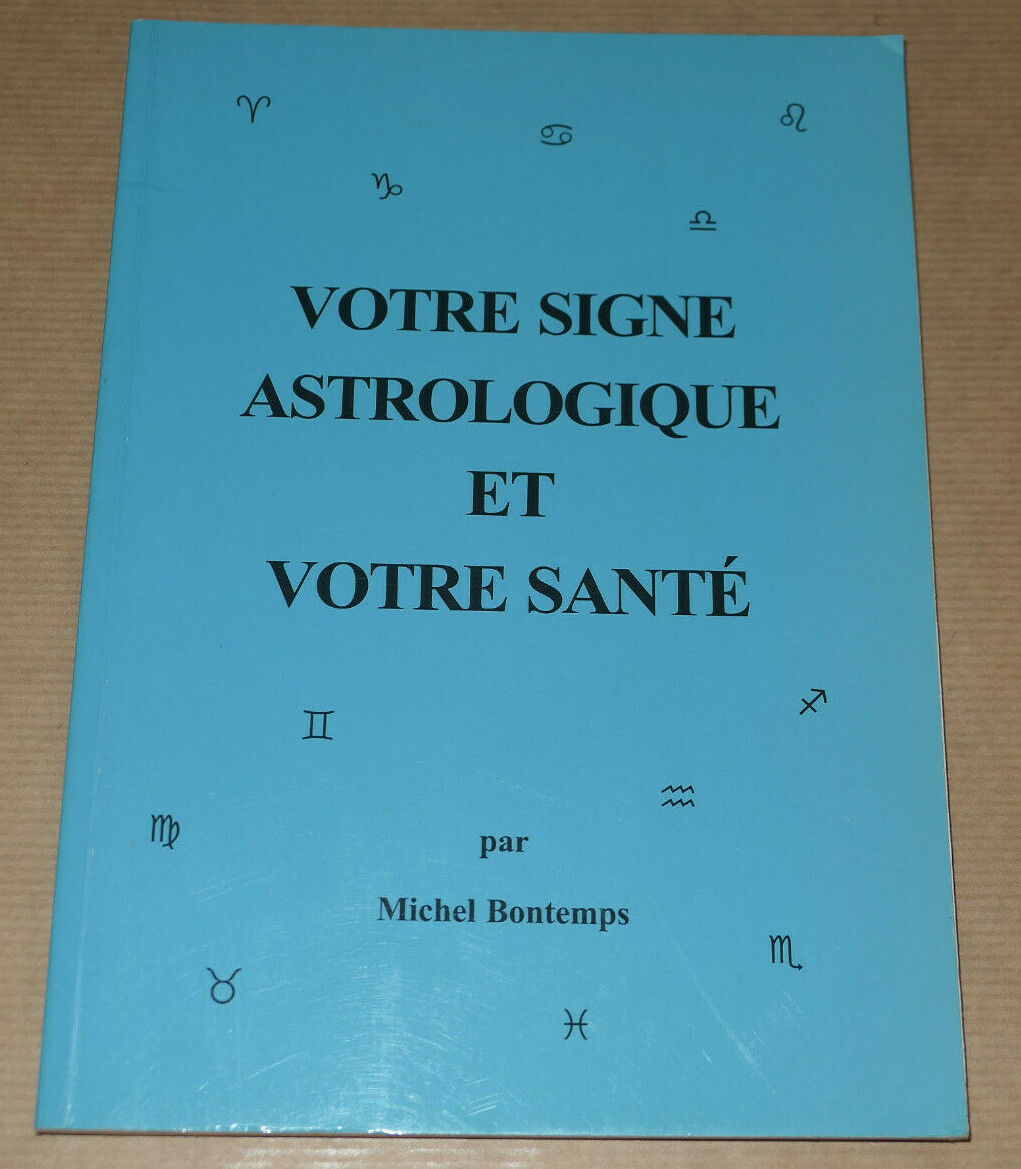 ♈ ♋ ♌
♑ ♎
VOTRE SIGNE
ASTROLOGIQUE
ET
VOTRE SANTÉ
♊ ♐
♒
♍
par
Michel Bontemps
♏
♉
♓